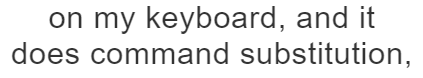 on my keyboard, and it
does command substitution,